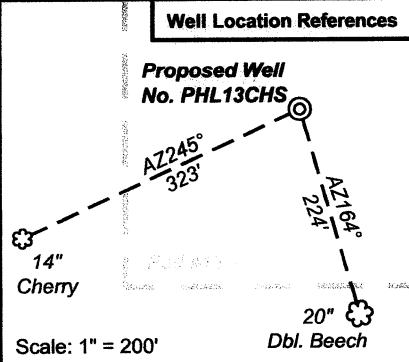 Well Location References
Proposed Well
No. PHL13CHS
AZ245°
323'
AZ164°
224'
14"
Cherry
20"
Dbl. Beech
Scale: 1" = 200'